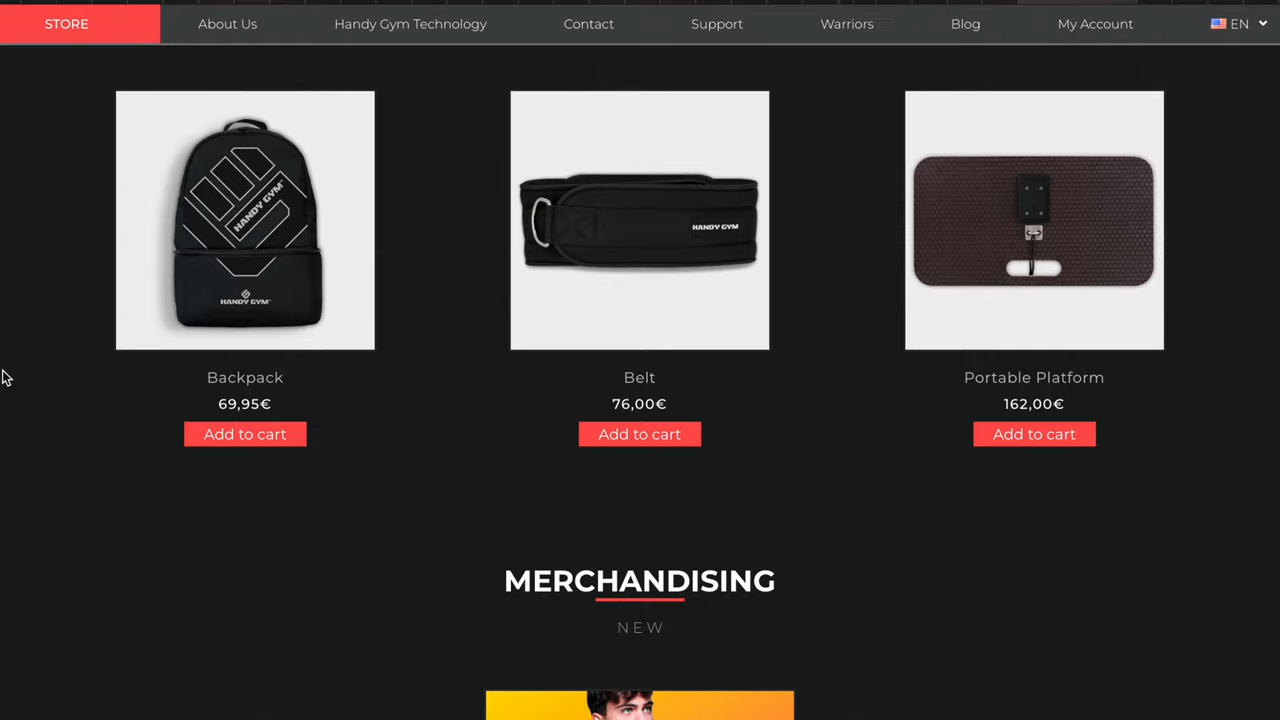 STORE
About Us
Handy Gym Technology
Contact
Support
Warriors
Blog
My Account
EN
HANDY GYM
HANDY GYM
HANDY GYM
Backpack
Belt
Portable Platform
69,95€
76,00€
162,00€
Add to cart
Add to cart
Add to cart
MERCHANDISING
NEW